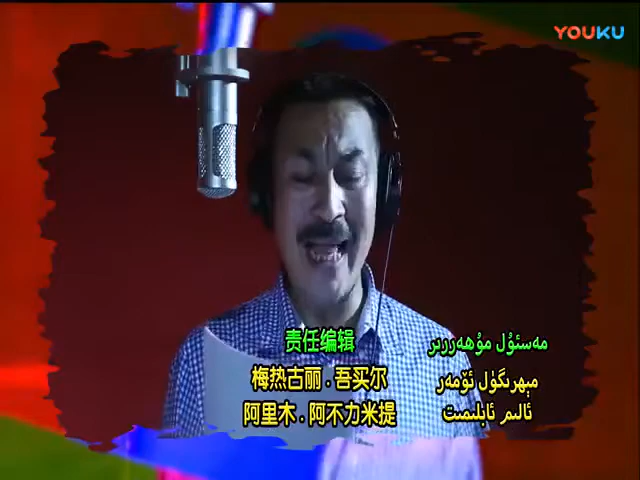 YOUKU
责任编辑 مەسئۇل مۇھەررىر
梅热古丽 . 吾买尔 مېھرىگۈل ئۆمەر
阿里木 . 阿不力米提 ئالىم ئابلىمىت